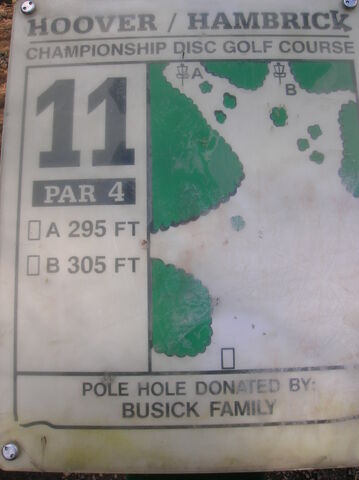 HOOVER / HAMBRICK
CHAMPIONSHIP DISC GOLF COURSE
11
PAR 4
A 295 FT
B 305 FT
A
B
POLE HOLE DONATED BY:
BUSICK FAMILY